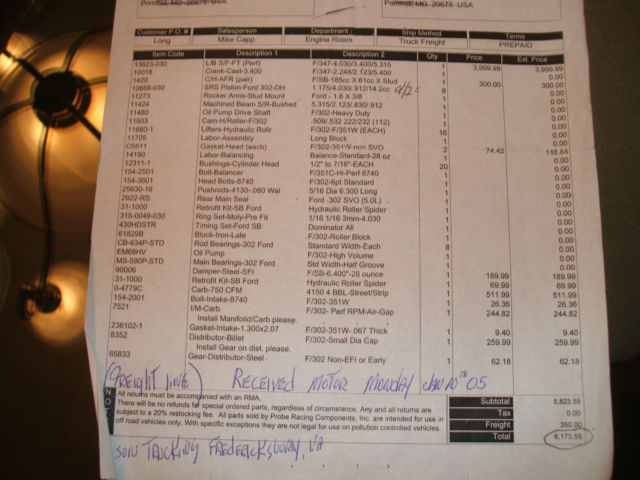 Pointful, MD 20675 USA
Customer P.O. # Salesperson Department Ship Method Terms
Long Mike Capp Engine Room Truck Freight PREPAID
Item Code Description 1 Description 2 Qty Price Ext. Price
13623-030 L/B S/F-FT (Perf) F/347-4.030/3.400/5.315 1 3,999.99 3,999.99
10018 Crank-Cast-3.400 F/347-2.248/2.123/5.400 1 0.00
1420 C/H-AFR (pair) F/SB-185cc X 61cc X Stud 1 300.00 300.00
10668-030 SRS Piston-Ford 302-DH 1.175/4.030/.912/14.2cc 8 0.00
11273 Rocker Arms-Stud Mount Ford - 1.6 X 3/8 1 0.00
11424 Machined Beam S/R-Bushed 5.315/2.123/.830/.912 1 0.00
11480 Oil Pump Drive Shaft F/302-Heavy Duty 1 0.00
11503 Cam-H/Roller-F/302 .509/.532 222/232 (112) 1 0.00
11660-1 Lifters-Hydraulic Rollr F/302-F/351W (EACH) 16 0.00
11705 Labor-Assembly Long Block 1 0.00
C5511 Gasket-Head (each) F/302-351W-non SVO 2 74.42 148.84
14190 Labor-Balancing Balance-Standard-28 oz 1 0.00
12311-1 Bushings-Cylinder Head 1/2" to 7/16"-EACH 20 0.00
154-2501 Bolt-Balancer F/351C-Hi-Perf 8740 1 0.00
154-3601 Head Bolts-8740 F/302-6pt Standard 1 0.00
25630-16 Pushrods-4130-.080 Wal 5/16 Dia 6.300 Long 1 0.00
2922-RS Rear Main Seal Ford 302 SVO (5.0L) 1 0.00
31-1000 Retrofit Kit-SB Ford Hydraulic Roller Spider 1 0.00
315-0049-030 Ring Set-Moly-Pre Fit 1/16 1/16 3mm-4.030 1 0.00
430HDSTR Timing Set-Ford SB Dominator All 1 0.00
61829B Block-Iron-Late F/302-Roller Block 1 0.00
CB-634P-STD Rod Bearings-302 Ford Standard Width-Each 8 0.00
EM68HV Oil Pump F/302-High Volume 1 0.00
MS-590P-STD Main Bearings-302 Ford Std Width-Half Groove 1 0.00
90006 Damper-Steel-SFI F/SB-6.400"-28 ounce 1 189.99 189.99
31-1000 Retrofit Kit-SB Ford Hydraulic Roller Spider 1 69.99 69.99
0-4779C Carb-750 CFM 4150 4 BBL-Street/Strip 1 511.99 511.99
154-2001 Bolt-Intake-8740 F/302-351W 1 26.36 26.36
7521 I/M-Carb F/302- Perf RPM-Air-Gap 1 244.82 244.82
Install Manifold/Carb please.
236102-1 Gasket-Intake-1.300x2.07 F/302-351W-.067 Thick 1 9.40 9.40
8352 Distributor-Billet F/302-Small Dia Cap 1 259.99 259.99
Install Gear on dist. please.
85833 Gear-Distributor-Steel F/302 Non-EFI or Early 1 62.18 62.18
(FREIGHT LINE) RECEIVED MOTOR MONDAY JAN 10TH 05
NOT
All returns must be accompanied with an RMA.
There will be no refunds for special ordered parts, regardless of circumstance. Any and all returns are
subject to a 20% restocking fee. All parts sold by Probe Racing Components, Inc. are intended for use in
off road vehicles only. With specific exceptions they are not legal for use on pollution controlled vehicles.
Subtotal 5,823.55
Tax 0.00
Freight 350.00
Total 6,173.55
SON TRUCKING FREDERICKSBURG, VA